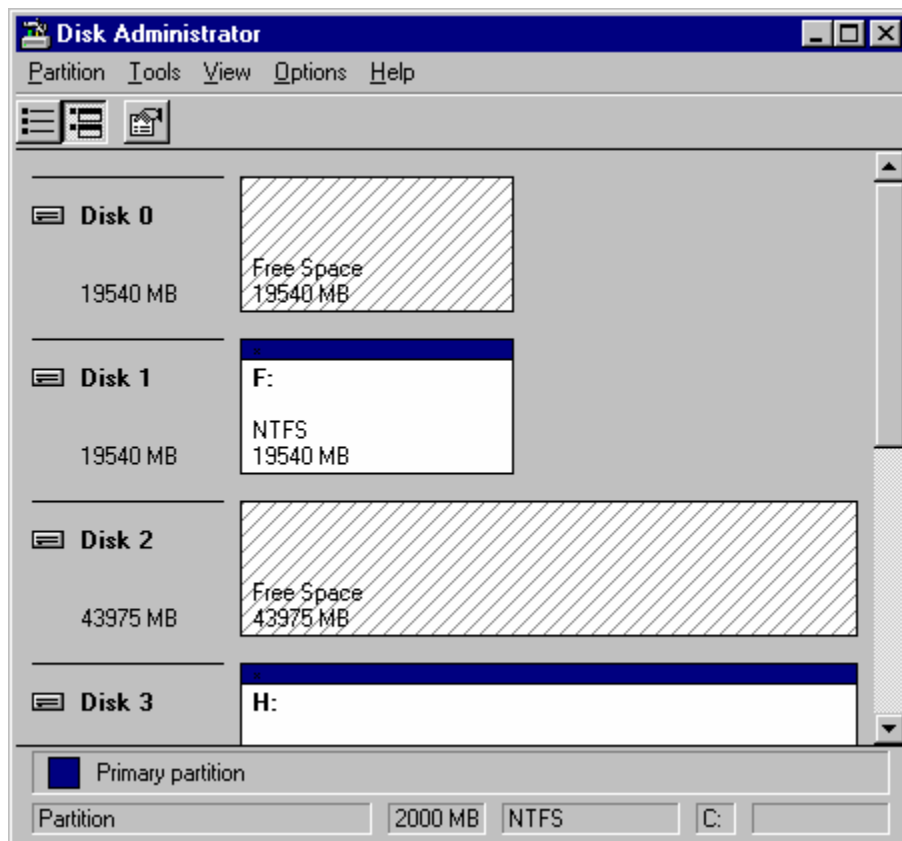 Disk Administrator
Partition Tools View Options Help
Disk 0
19540 MB
Free Space
19540 MB
Disk 1
19540 MB
F:
NTFS
19540 MB
Disk 2
43975 MB
Free Space
43975 MB
Disk 3
H:
Primary partition
Partition 2000 MB NTFS C: